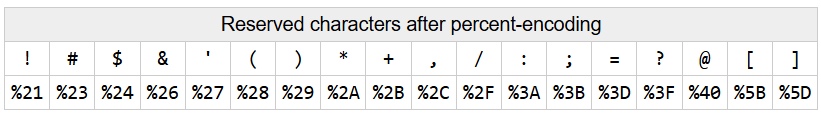 Reserved characters after percent-encoding
! # $ & ' ( ) * + , / : ; = ? @ [ ]
%21 %23 %24 %26 %27 %28 %29 %2A %2B %2C %2F %3A %3B %3D %3F %40 %5B %5D